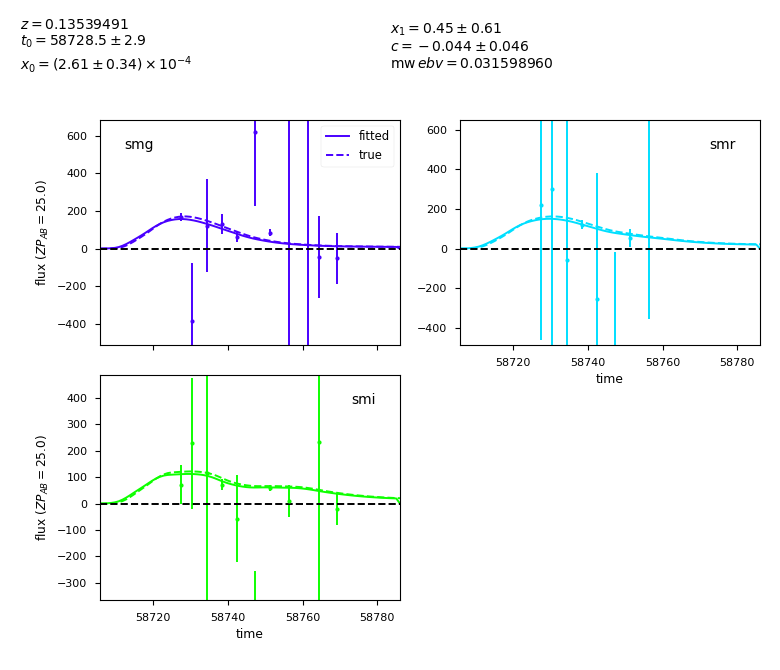 z = 0.13539491
t₀ = 58728.5 ± 2.9
x₀ = (2.61 ± 0.34) × 10⁻⁴
x₁ = 0.45 ± 0.61
c = −0.044 ± 0.046
mw ebv = 0.031598960
smg
fitted
true
600
400
200
0
−200
−400
flux (ZP_AB = 25.0)
smr
600
400
200
0
−200
−400
58720 58740 58760 58780
time
smi
400
300
200
100
0
−100
−200
−300
flux (ZP_AB = 25.0)
58720 58740 58760 58780
time